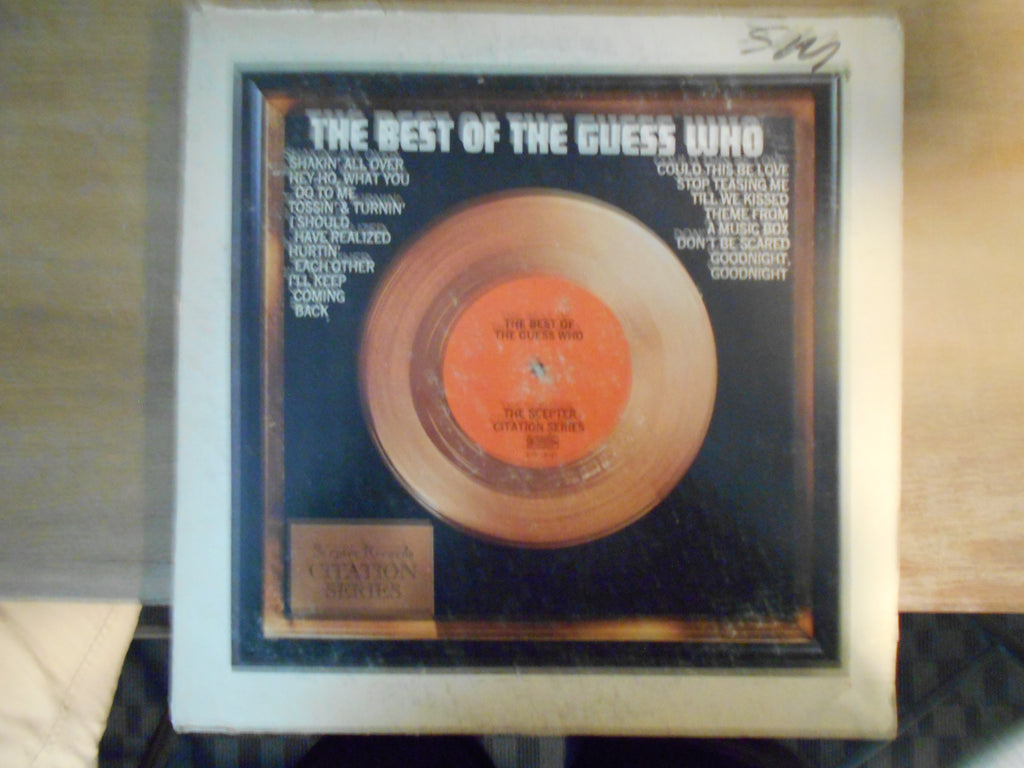 THE BEST OF THE GUESS WHO
SHAKIN' ALL OVER
HEY-HO, WHAT YOU
DO TO ME
TOSSIN' & TURNIN'
I SHOULD
HAVE REALIZED
HURTIN'
EACH OTHER
I'LL KEEP
COMING
BACK
COULD THIS BE LOVE
STOP TEASING ME
TILL WE KISSED
THEME FROM
A MUSIC BOX
DON'T BE SCARED
GOODNIGHT,
GOODNIGHT
THE BEST OF
THE GUESS WHO
THE SCEPTER
CITATION SERIES
Scepter Records
CITATION
SERIES